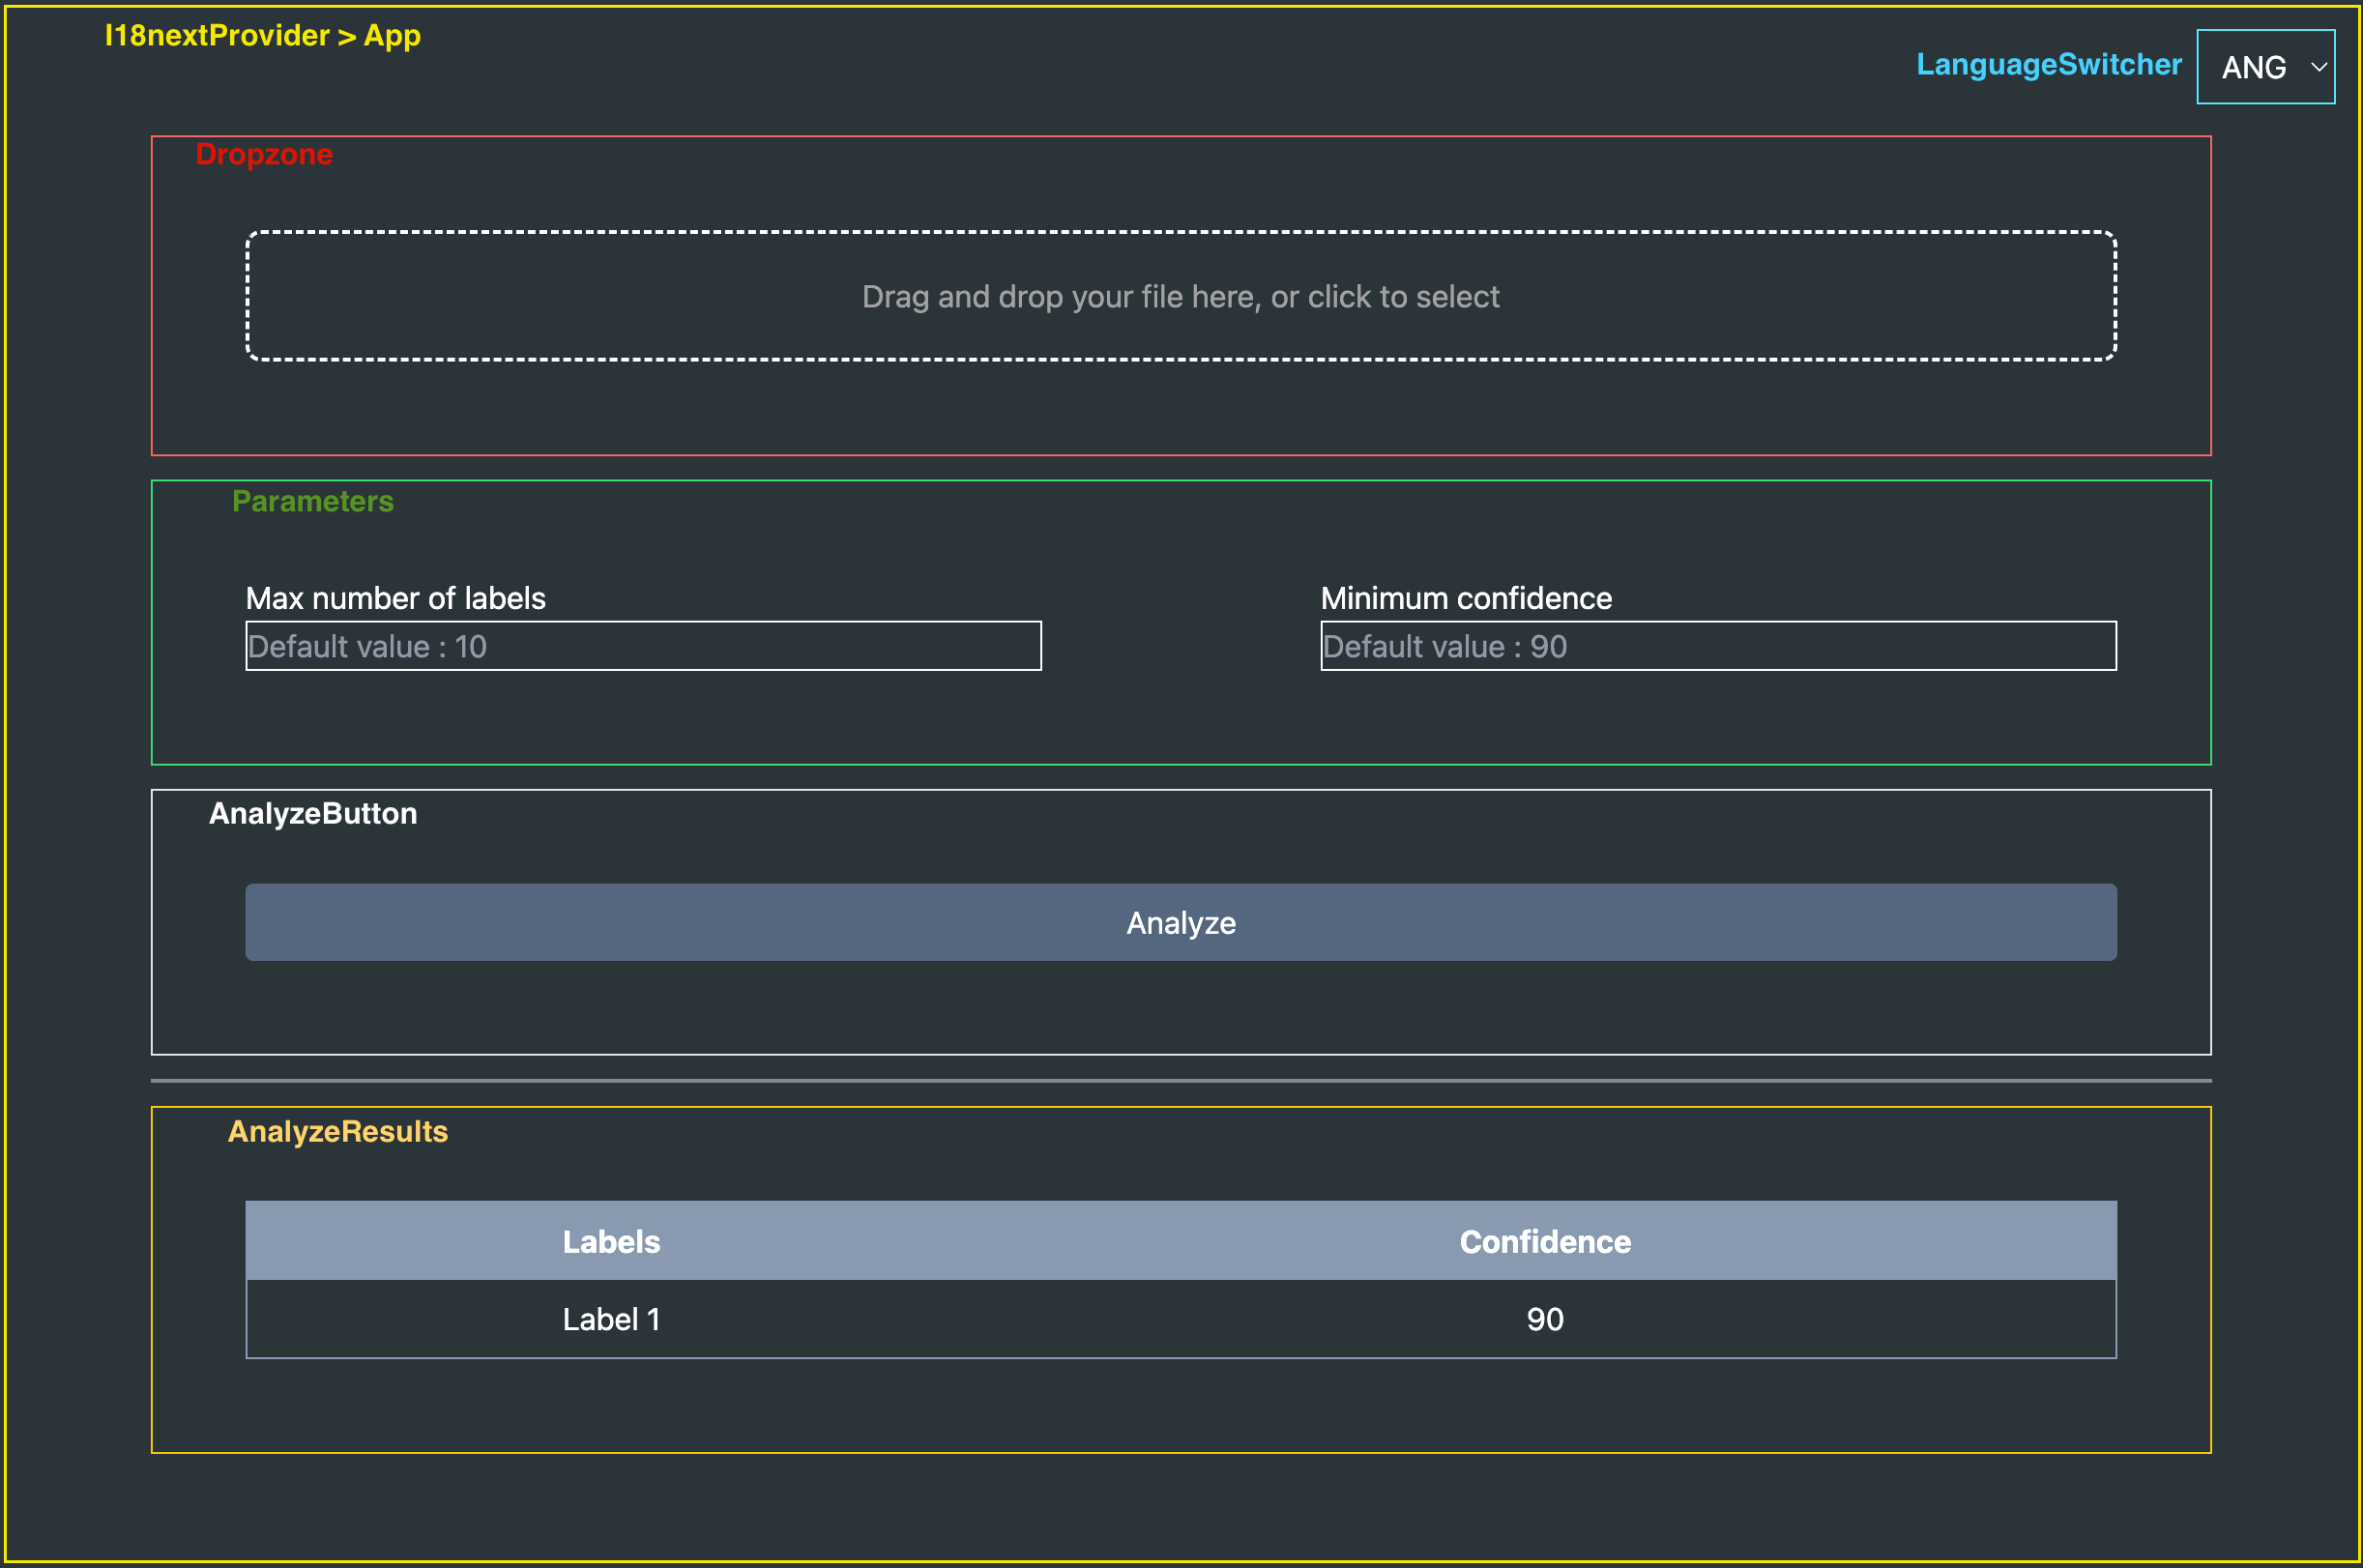 I18nextProvider > App
LanguageSwitcher
ANG
Dropzone
Drag and drop your file here, or click to select
Parameters
Max number of labels
Minimum confidence
Default value : 10
Default value : 90
AnalyzeButton
Analyze
AnalyzeResults
Labels
Confidence
Label 1
90